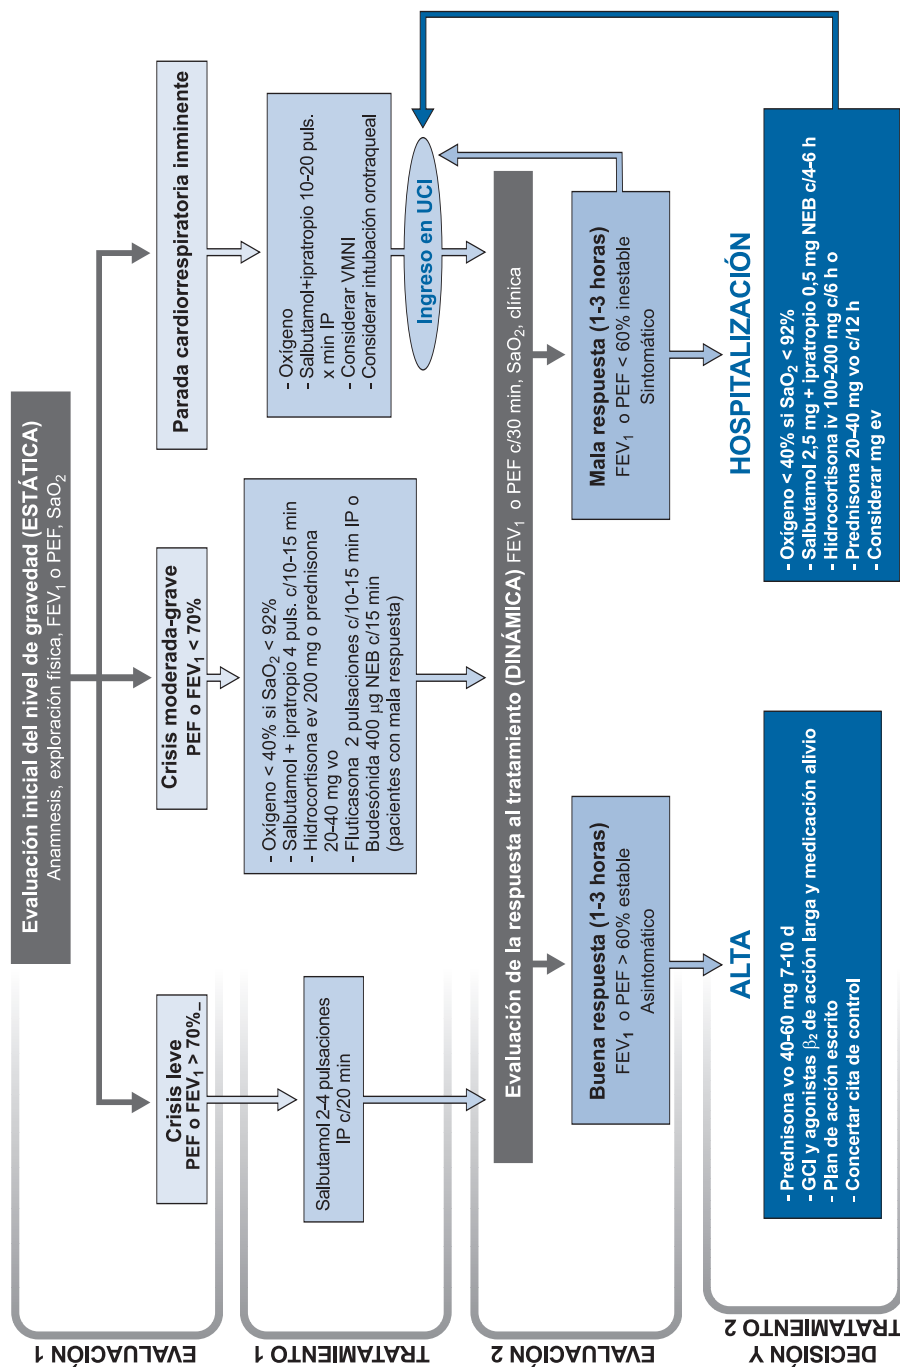 EVALUACIÓN 1
Evaluación inicial del nivel de gravedad (ESTÁTICA)
Anamnesis, exploración física, FEV₁ o PEF, SaO₂
Crisis leve
PEF o FEV₁ > 70%_
Crisis moderada-grave
PEF o FEV₁ < 70%
Parada cardiorrespiratoria inminente
TRATAMIENTO 1
Salbutamol 2-4 pulsaciones
IP c/20 min
- Oxígeno < 40% si SaO₂ < 92%
- Salbutamol + ipratropio 4 puls. c/10-15 min
- Hidrocortisona ev 200 mg o prednisona
20-40 mg vo
- Fluticasona 2 pulsaciones c/10-15 min IP o
Budesónida 400 µg NEB c/15 min
(pacientes con mala respuesta)
- Oxígeno
- Salbutamol+ipratropio 10-20 puls.
x min IP
- Considerar VMNI
- Considerar intubación orotraqueal
Ingreso en UCI
EVALUACIÓN 2
Evaluación de la respuesta al tratamiento (DINÁMICA) FEV₁ o PEF c/30 min, SaO₂, clínica
Buena respuesta (1-3 horas)
FEV₁ o PEF > 60% estable
Asintomático
Mala respuesta (1-3 horas)
FEV₁ o PEF < 60% inestable
Sintomático
DECISIÓN Y
TRATAMIENTO 2
ALTA
- Prednisona vo 40-60 mg 7-10 d
- GCI y agonistas β₂ de acción larga y medicación alivio
- Plan de acción escrito
- Concertar cita de control
HOSPITALIZACIÓN
- Oxígeno < 40% si SaO₂ < 92%
- Salbutamol 2,5 mg + ipratropio 0,5 mg NEB c/4-6 h
- Hidrocortisona iv 100-200 mg c/6 h o
- Prednisona 20-40 mg vo c/12 h
- Considerar mg ev